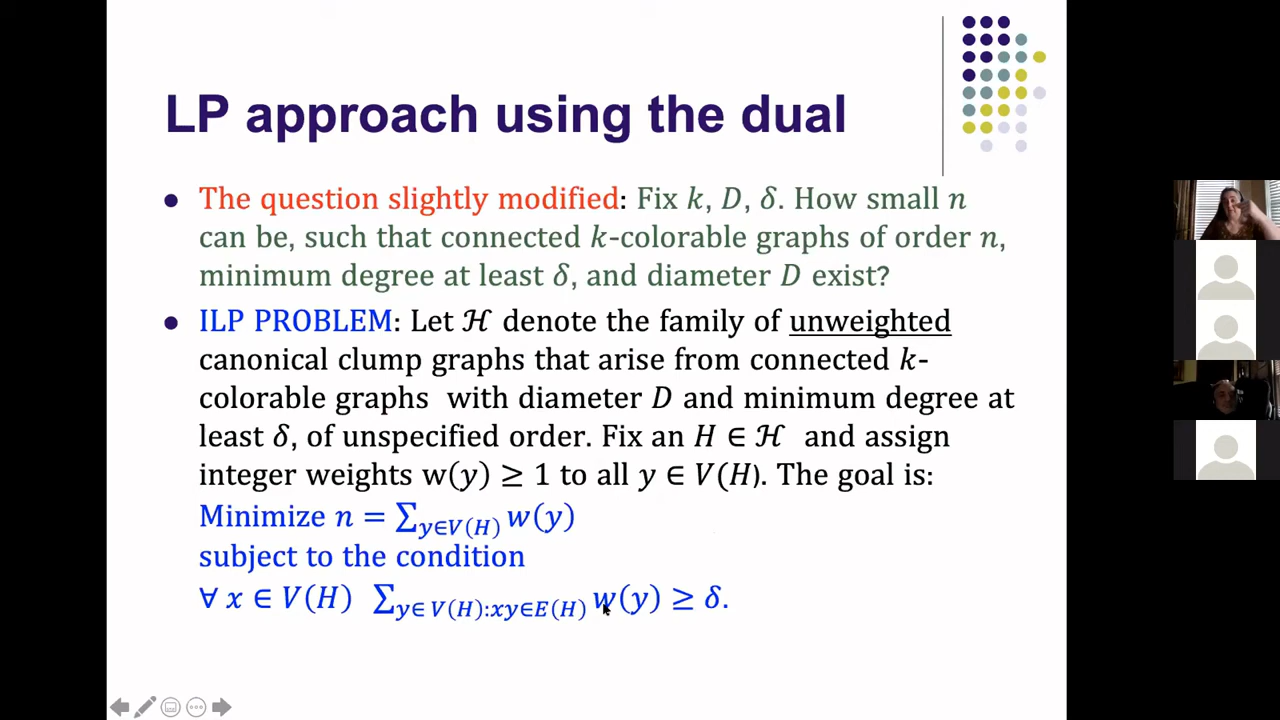 LP approach using the dual
● The question slightly modified: Fix k, D, δ. How small n
can be, such that connected k-colorable graphs of order n,
minimum degree at least δ, and diameter D exist?
● ILP PROBLEM: Let ℋ denote the family of unweighted
canonical clump graphs that arise from connected k-
colorable graphs with diameter D and minimum degree at
least δ, of unspecified order. Fix an H ∈ ℋ and assign
integer weights w(y) ≥ 1 to all y ∈ V(H). The goal is:
Minimize n = ∑_{y∈V(H)} w(y)
subject to the condition
∀ x ∈ V(H) ∑_{y∈ V(H):xy∈E(H)} w(y) ≥ δ.